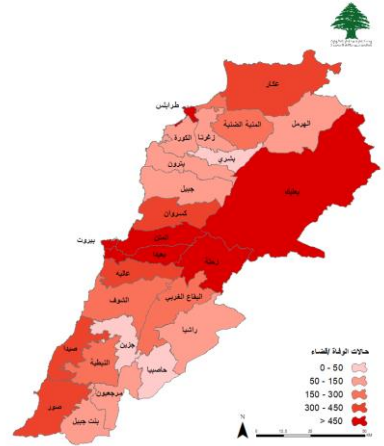 عكار
طرابلس
المنية الضنية
الهرمل
زغرتا
الكورة
بشري
بترون
بعلبك
جبيل
كسروان
المتن
بيروت
بعبدا
زحلة
عاليه
البقاع الغربي
الشوف
راشيا
جزين
صيدا
حاصبيا
النبطية
مرجعيون
صور
بنت جبيل
حالات الوفاة /قضاء
0 - 50
50 - 150
150 - 300
300 - 450
> 450
N